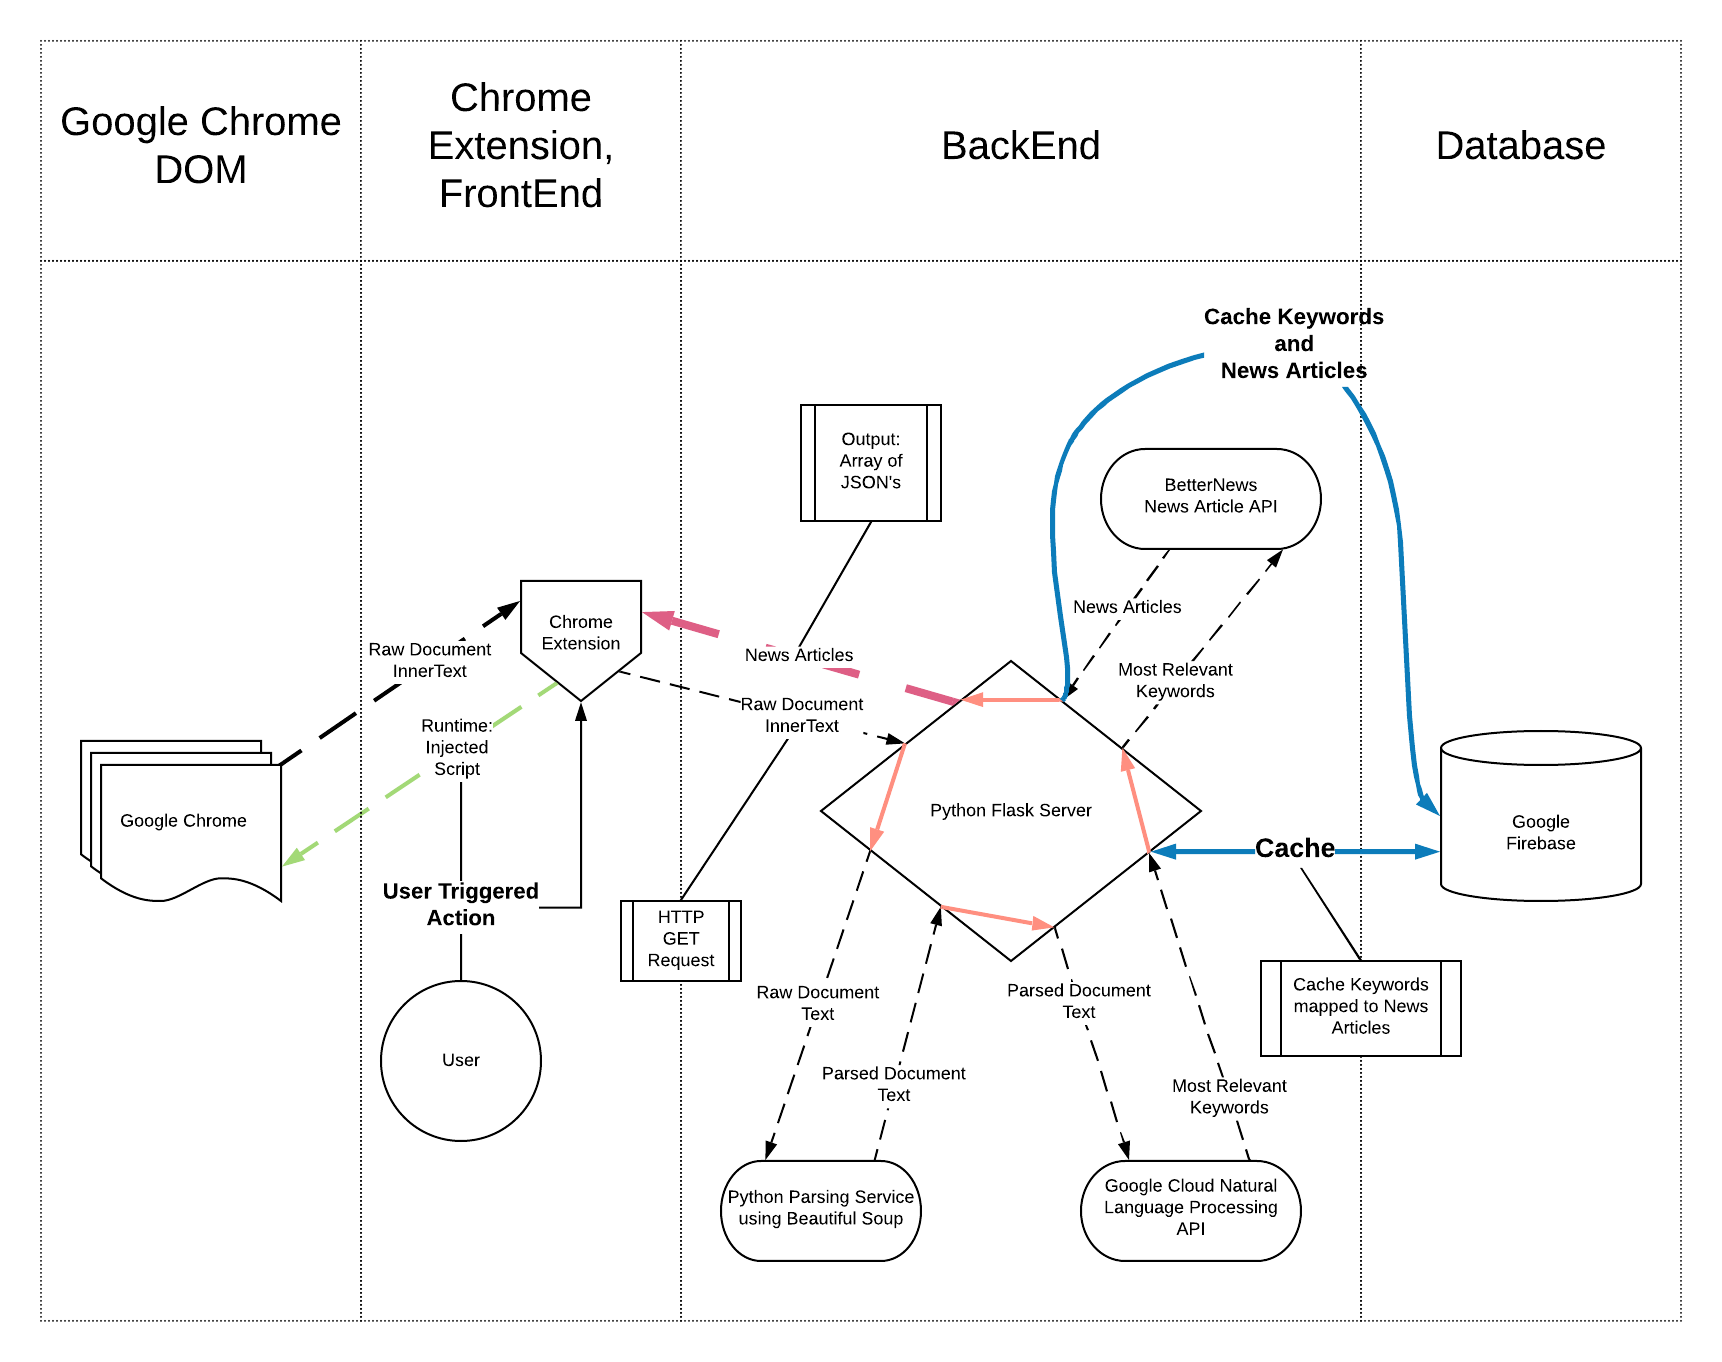 Google Chrome
DOM
Chrome
Extension,
FrontEnd
BackEnd
Database
Cache Keywords
and
News Articles
Output:
Array of
JSON's
BetterNews
News Article API
Chrome
Extension
News Articles
Raw Document
InnerText
News Articles
Most Relevant
Keywords
Raw Document
InnerText
Runtime:
Injected
Script
Google Chrome
Python Flask Server
Google
Firebase
Cache
User Triggered
Action
HTTP
GET
Request
Cache Keywords
mapped to News
Articles
Raw Document
Text
Parsed Document
Text
User
Parsed Document
Text
Most Relevant
Keywords
Python Parsing Service
using Beautiful Soup
Google Cloud Natural
Language Processing
API